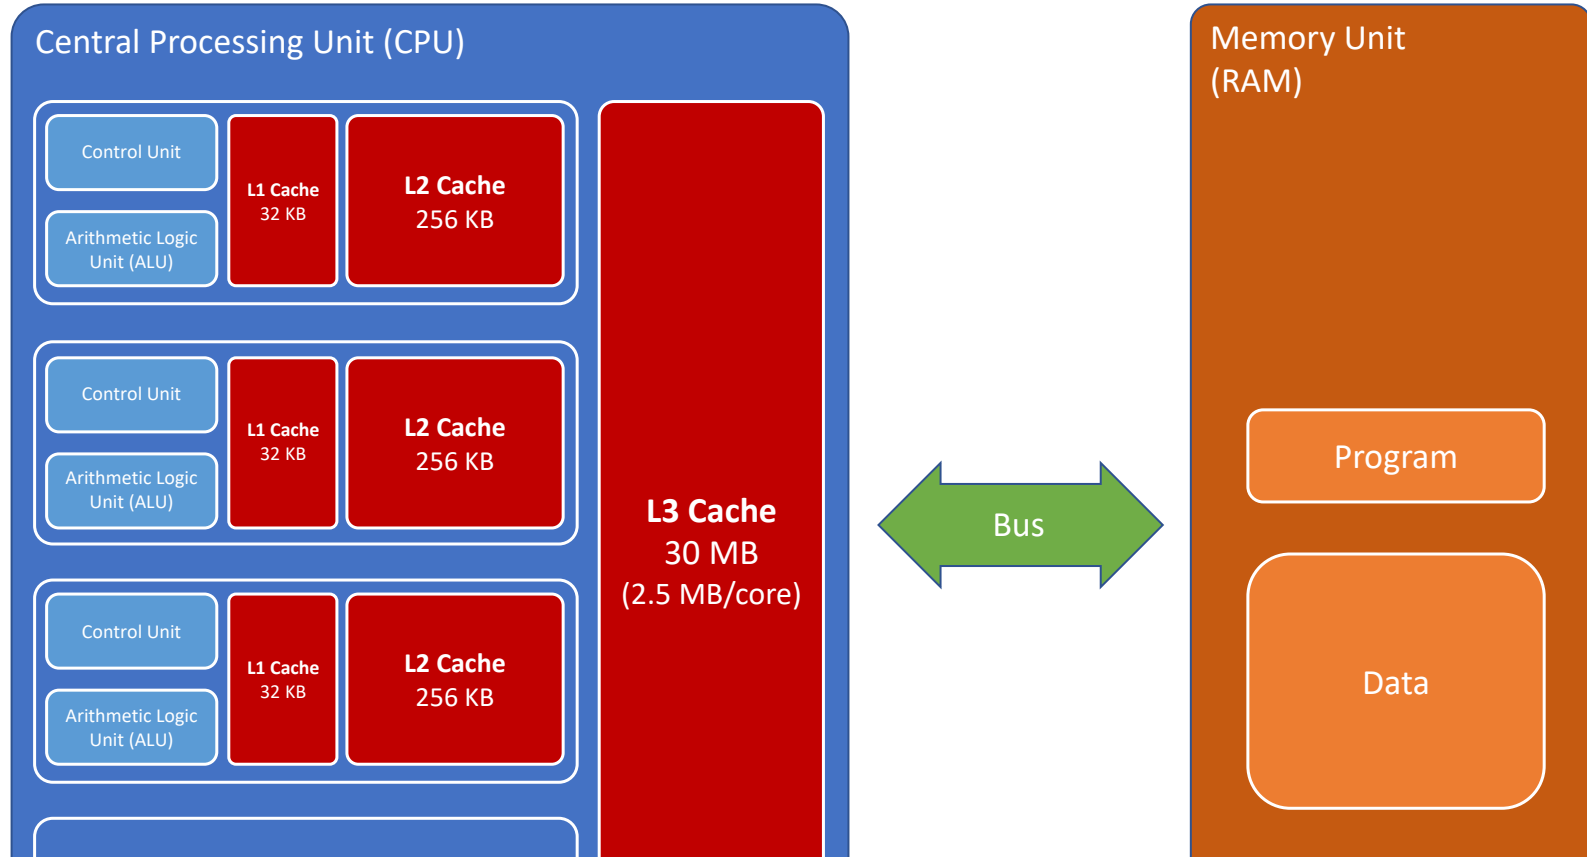 Central Processing Unit (CPU)
Control Unit
Arithmetic Logic
Unit (ALU)
L1 Cache
32 KB
L2 Cache
256 KB
Control Unit
Arithmetic Logic
Unit (ALU)
L1 Cache
32 KB
L2 Cache
256 KB
Control Unit
Arithmetic Logic
Unit (ALU)
L1 Cache
32 KB
L2 Cache
256 KB
L3 Cache
30 MB
(2.5 MB/core)
Bus
Memory Unit
(RAM)
Program
Data